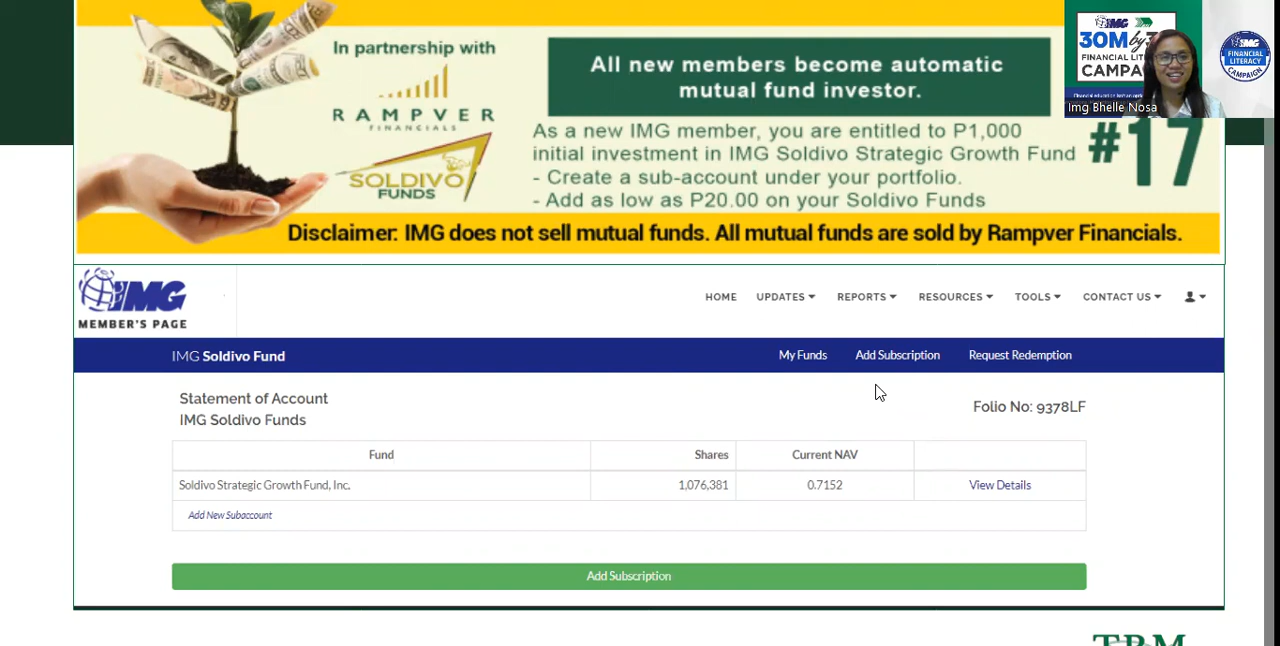 In partnership with
RAMPVER
FINANCIALS
SOLDIVO
FUNDS
All new members become automatic
mutual fund investor.
As a new IMG member, you are entitled to P1,000
initial investment in IMG Soldivo Strategic Growth Fund
- Create a sub-account under your portfolio.
- Add as low as P20.00 on your Soldivo Funds
#17
Disclaimer: IMG does not sell mutual funds. All mutual funds are sold by Rampver Financials.
IMG
30M by
FINANCIAL LIT
CAMPA
Img Bhelle Nosa
IMG
FINANCIAL
LITERACY
CAMPAIGN
IMG
MEMBER'S PAGE
HOME UPDATES REPORTS RESOURCES TOOLS CONTACT US
IMG Soldivo Fund My Funds Add Subscription Request Redemption
Statement of Account
IMG Soldivo Funds
Folio No: 9378LF
Fund Shares Current NAV
Soldivo Strategic Growth Fund, Inc. 1,076,381 0.7152 View Details
Add New Subaccount
Add Subscription